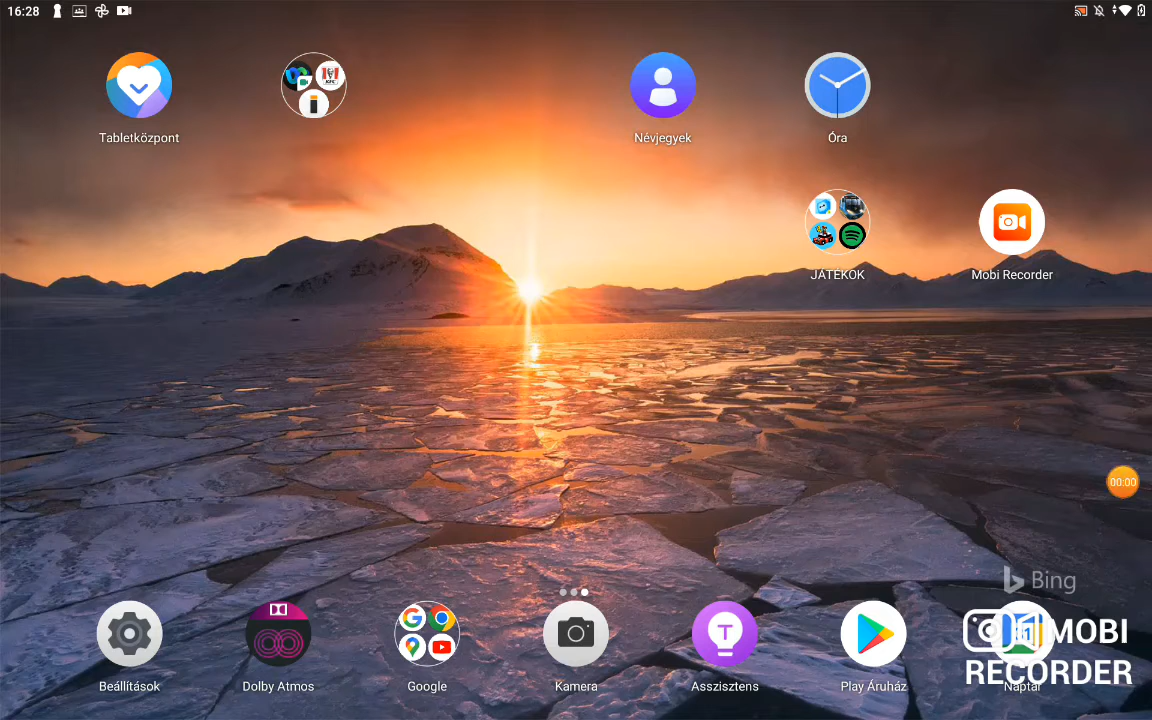 16:28
Tabletközpont
Névjegyek
Óra
JÁTÉKOK
Mobi Recorder
00:00
Bing
MOBI
RECORDER
Beállítások
Dolby Atmos
Google
Kamera
Asszisztens
Play Áruház
Naptár